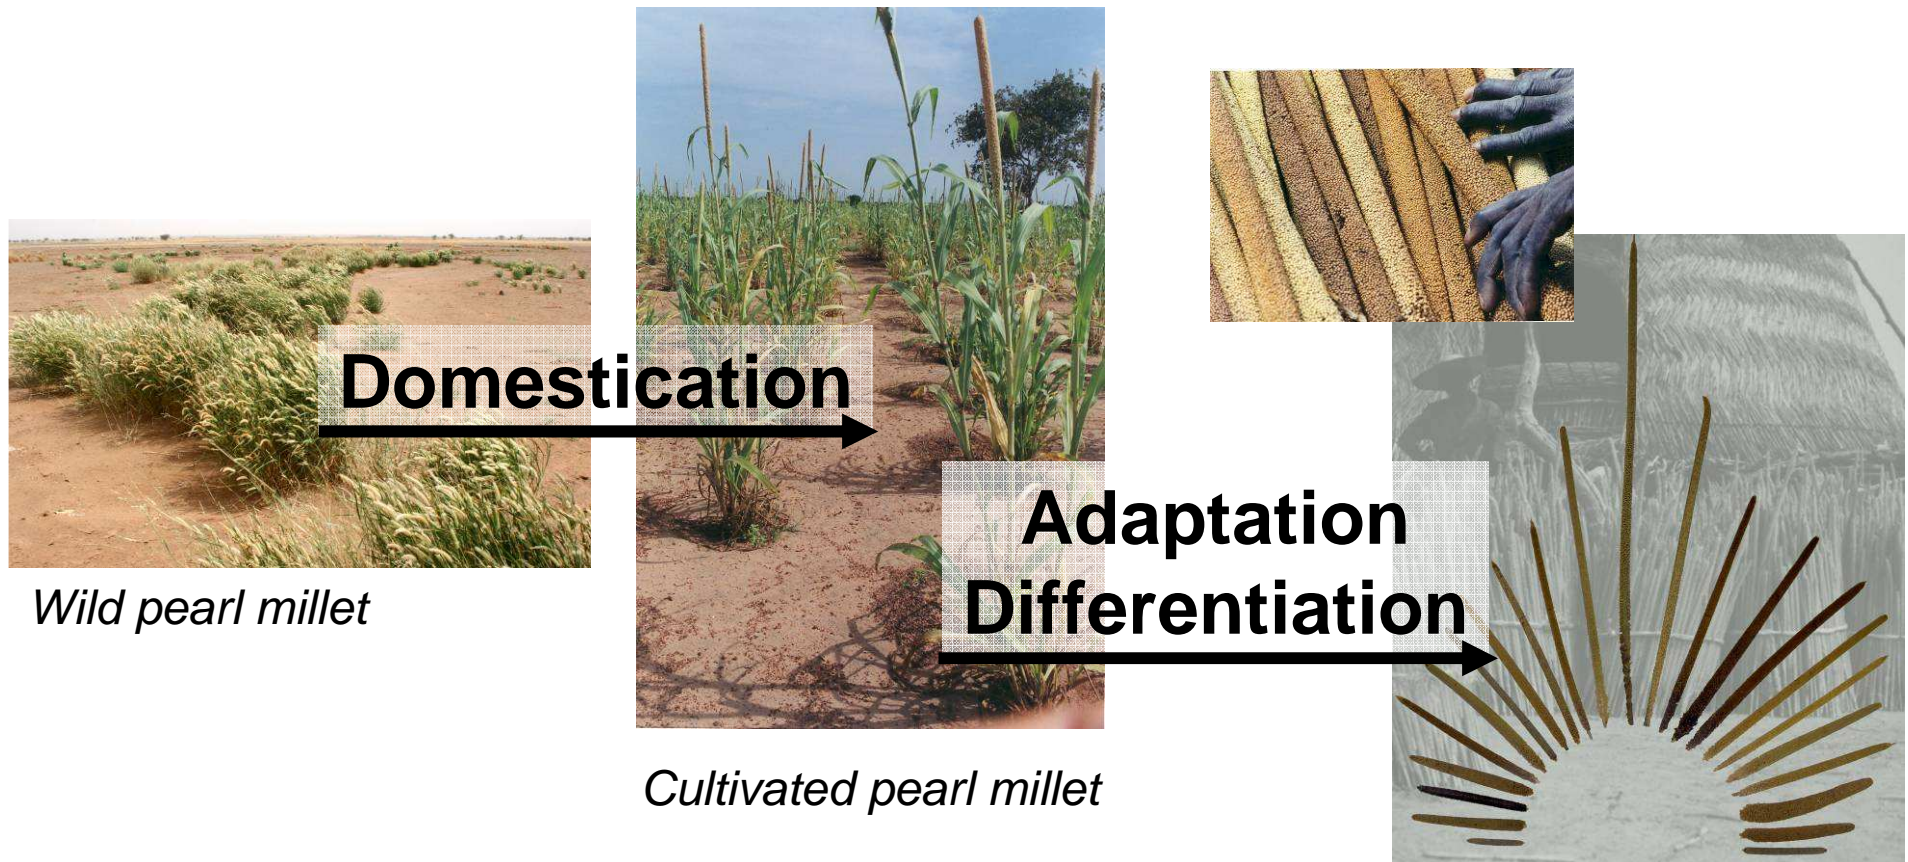 Domestication
Wild pearl millet
Adaptation
Differentiation
Cultivated pearl millet